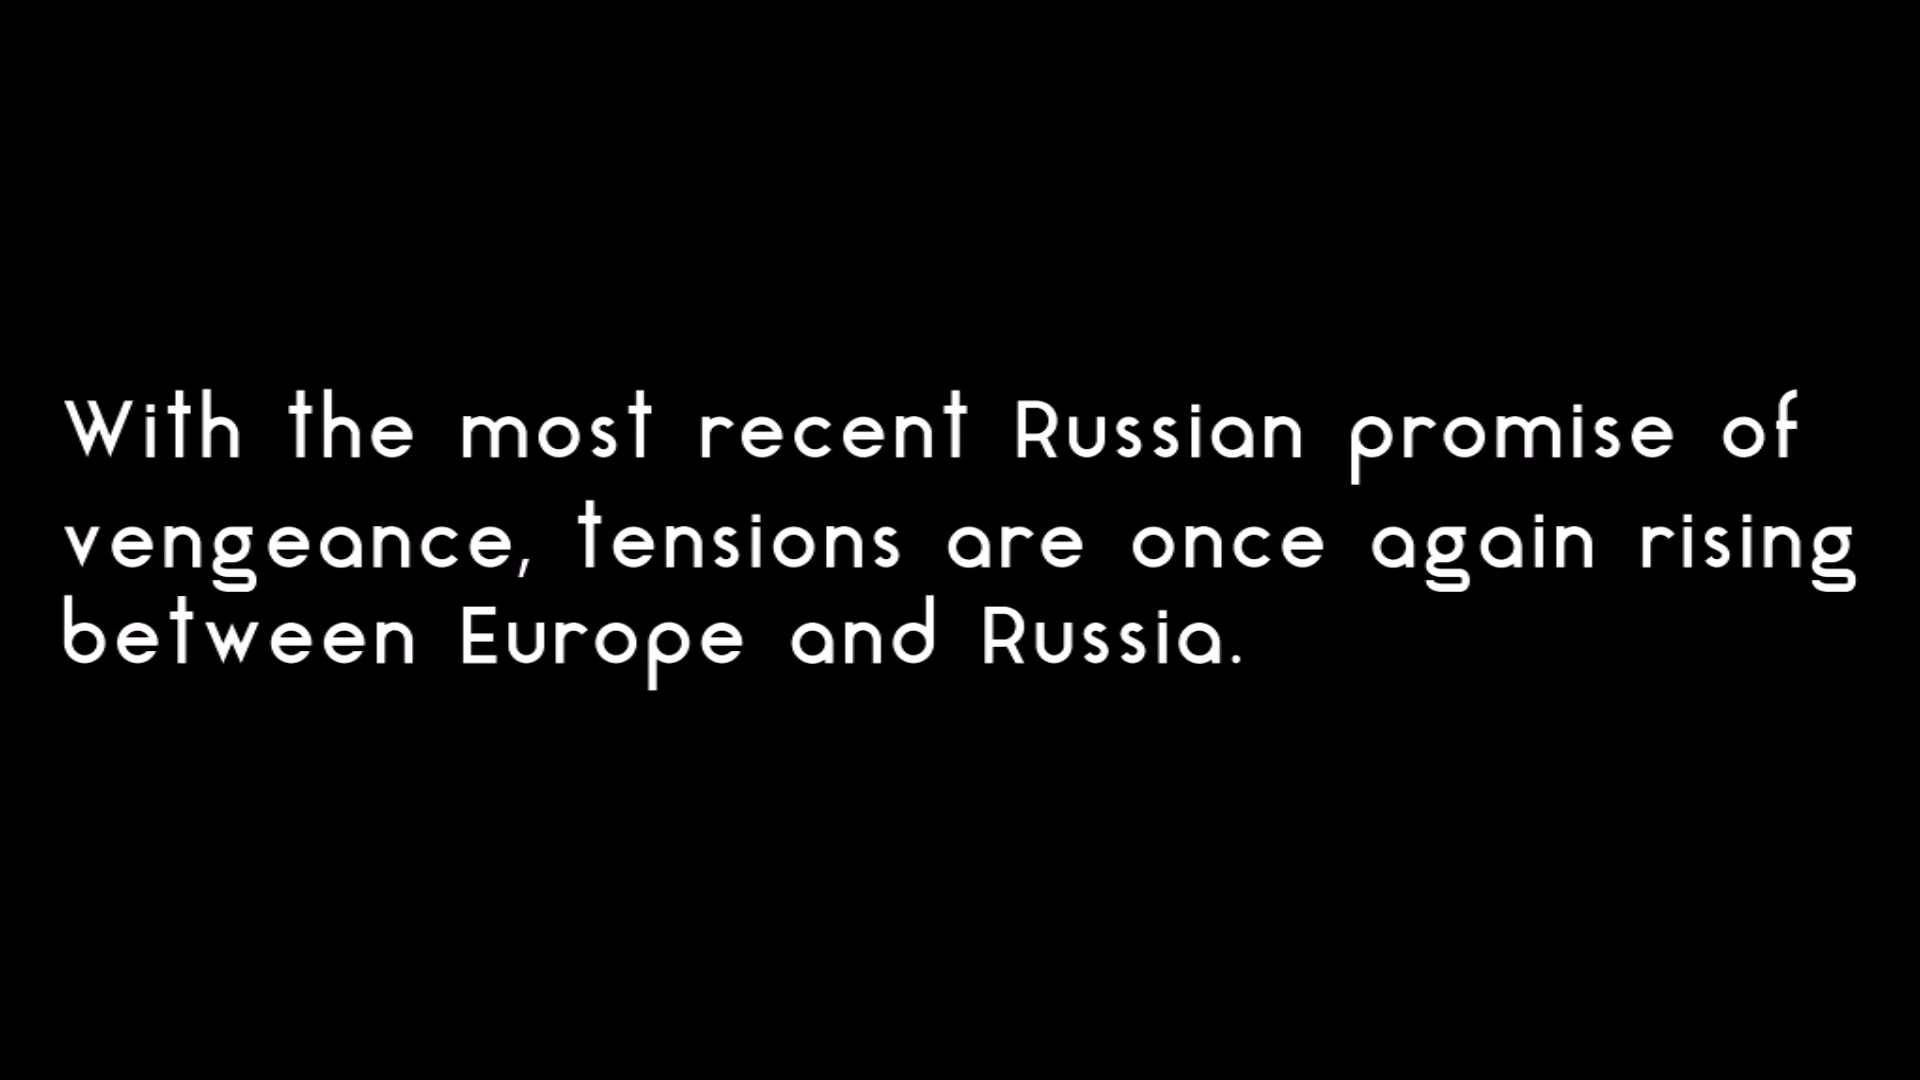 With the most recent Russian promise of
vengeance, tensions are once again rising
between Europe and Russia.